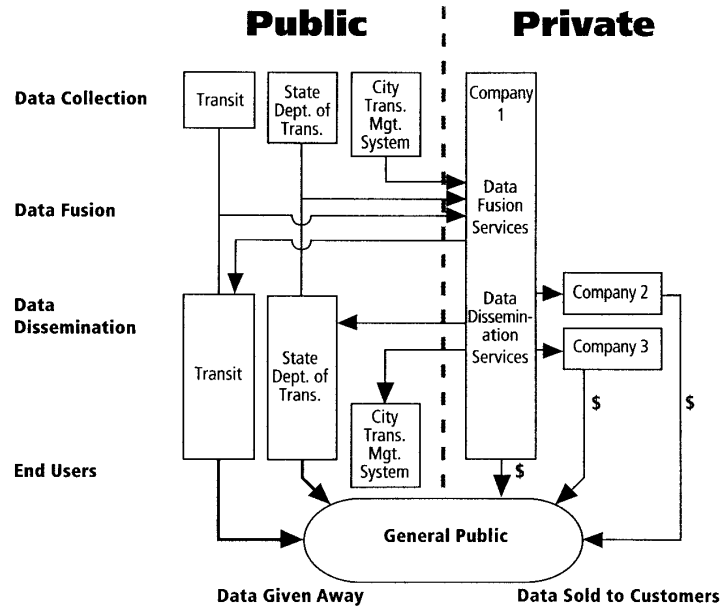 Public
Private
Data Collection
Transit
State
Dept. of
Trans.
City
Trans.
Mgt.
System
Company
1
Data Fusion
Data
Fusion
Services
Data
Dissemination
Transit
State
Dept. of
Trans.
City
Trans.
Mgt.
System
Data
Dissemin-
ation
Services
Company 2
Company 3
$
$
$
End Users
General Public
Data Given Away
Data Sold to Customers